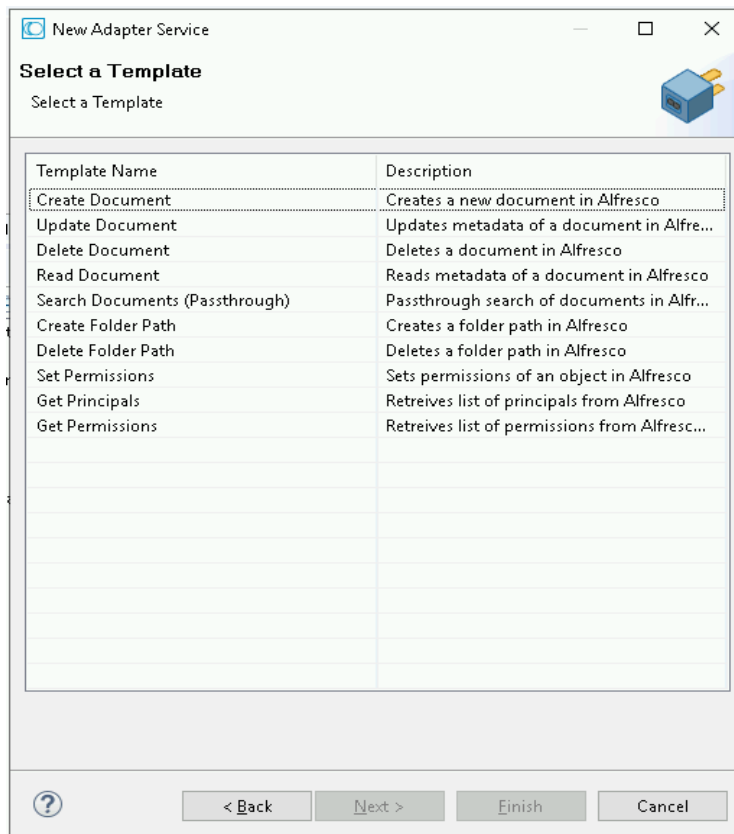 New Adapter Service
Select a Template
Select a Template
Template Name Description
Create Document Creates a new document in Alfresco
Update Document Updates metadata of a document in Alfre...
Delete Document Deletes a document in Alfresco
Read Document Reads metadata of a document in Alfresco
Search Documents (Passthrough) Passthrough search of documents in Alfr...
Create Folder Path Creates a folder path in Alfresco
Delete Folder Path Deletes a folder path in Alfresco
Set Permissions Sets permissions of an object in Alfresco
Get Principals Retreives list of principals from Alfresco
Get Permissions Retreives list of permissions from Alfresc...
? < Back Next > Finish Cancel